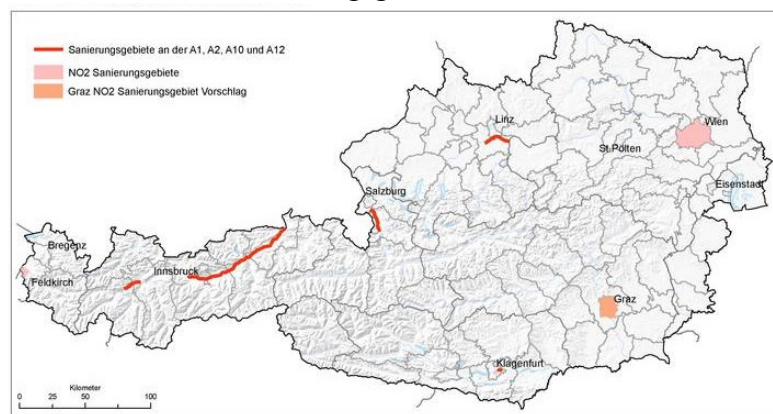 Sanierungsgebiete an der A1, A2, A10 und A12
NO2 Sanierungsgebiete
Graz NO2 Sanierungsgebiet Vorschlag
Linz
Wien
St.Pölten
Eisenstadt
Salzburg
Bregenz
Innsbruck
Feldkirch
Graz
Klagenfurt
Kilometer
0 25 50 100